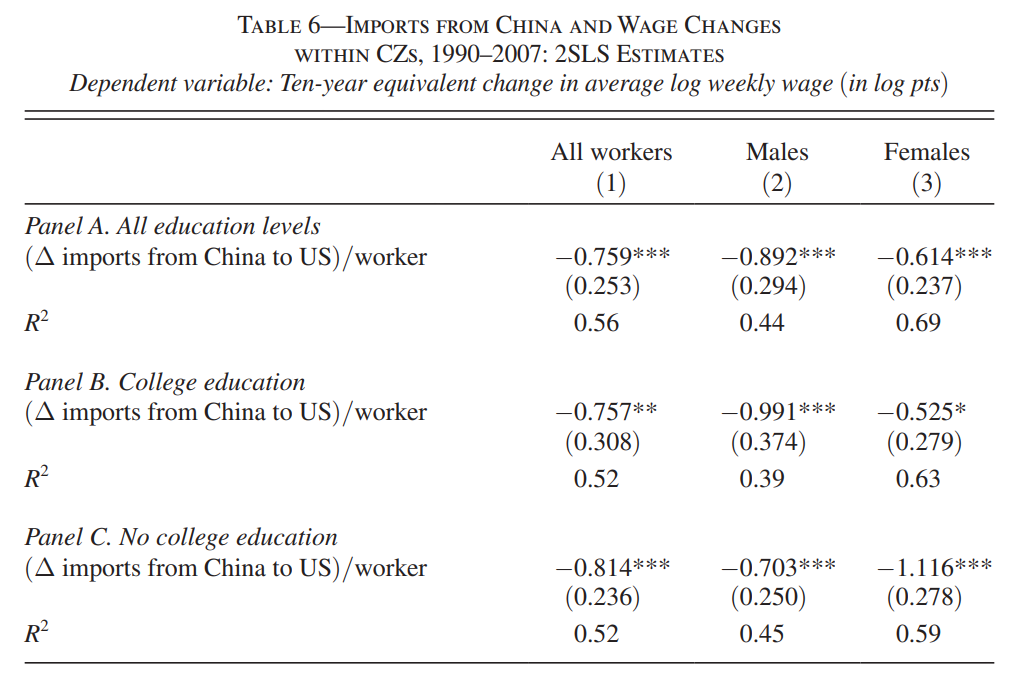 TABLE 6—IMPORTS FROM CHINA AND WAGE CHANGES
WITHIN CZS, 1990–2007: 2SLS ESTIMATES
Dependent variable: Ten-year equivalent change in average log weekly wage (in log pts)
All workers Males Females
(1) (2) (3)
Panel A. All education levels
(Δ imports from China to US)/worker −0.759*** −0.892*** −0.614***
(0.253) (0.294) (0.237)
R² 0.56 0.44 0.69
Panel B. College education
(Δ imports from China to US)/worker −0.757** −0.991*** −0.525*
(0.308) (0.374) (0.279)
R² 0.52 0.39 0.63
Panel C. No college education
(Δ imports from China to US)/worker −0.814*** −0.703*** −1.116***
(0.236) (0.250) (0.278)
R² 0.52 0.45 0.59